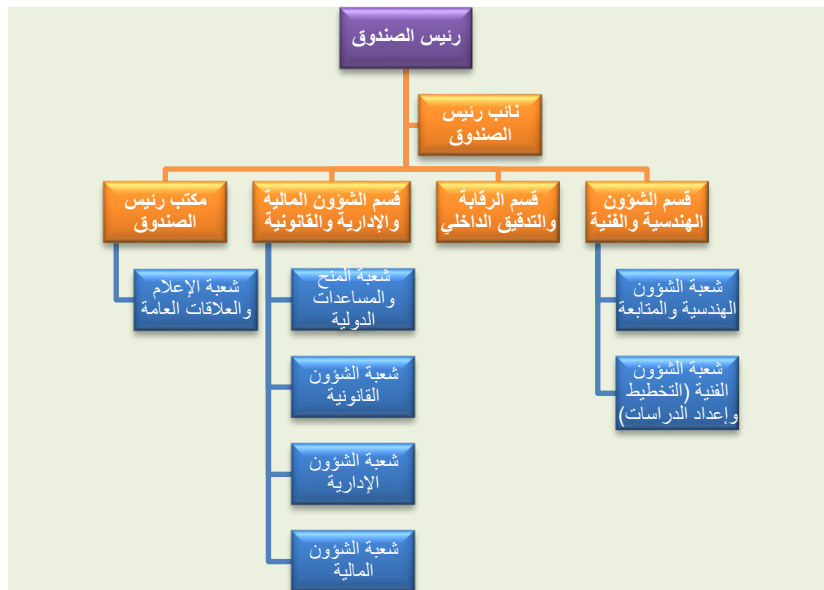 رئيس الصندوق
نائب رئيس
الصندوق
قسم الشؤون
الهندسية والفنية
قسم الرقابة
والتدقيق الداخلي
قسم الشؤون المالية
والإدارية والقانونية
مكتب رئيس
الصندوق
شعبة الشؤون
الهندسية والمتابعة
شعبة الشؤون
الفنية (التخطيط
وإعداد الدراسات)
شعبة المنح
والمساعدات
الدولية
شعبة الشؤون
القانونية
شعبة الشؤون
الإدارية
شعبة الشؤون
المالية
شعبة الإعلام
والعلاقات العامة